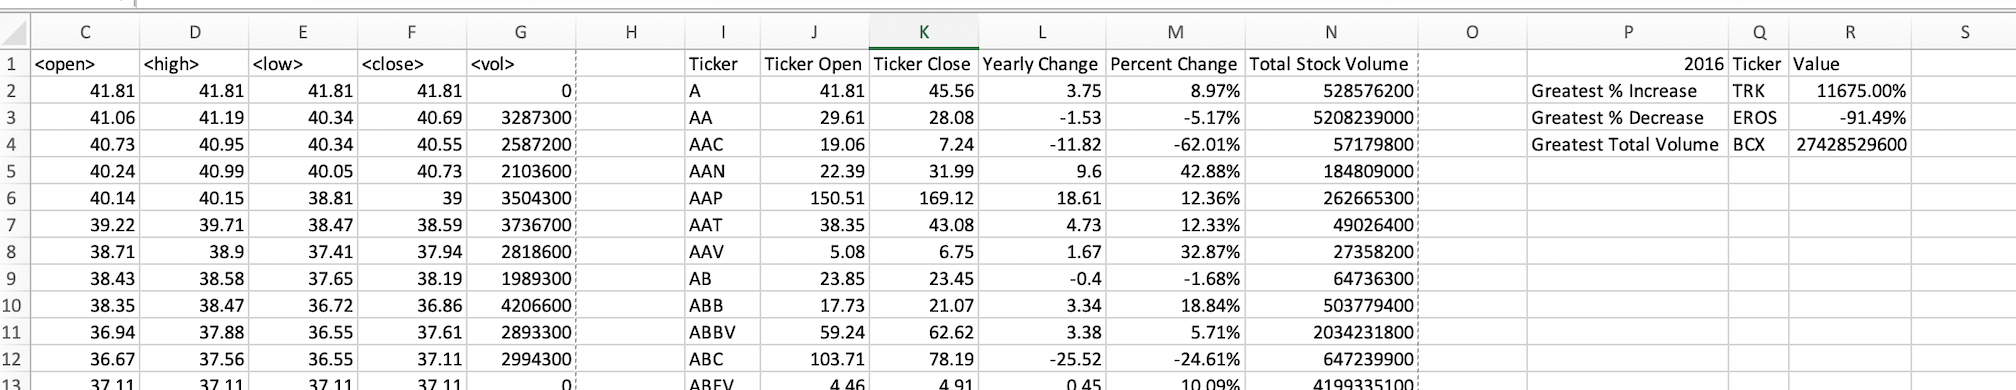 C D E F G H I J K L M N O P Q R S
1 <open> <high> <low> <close> <vol> Ticker Ticker Open Ticker Close Yearly Change Percent Change Total Stock Volume 2016 Ticker Value
2 41.81 41.81 41.81 41.81 0 A 41.81 45.56 3.75 8.97% 528576200 Greatest % Increase TRK 11675.00%
3 41.06 41.19 40.34 40.69 3287300 AA 29.61 28.08 -1.53 -5.17% 5208239000 Greatest % Decrease EROS -91.49%
4 40.73 40.95 40.34 40.55 2587200 AAC 19.06 7.24 -11.82 -62.01% 57179800 Greatest Total Volume BCX 27428529600
5 40.24 40.99 40.05 40.73 2103600 AAN 22.39 31.99 9.6 42.88% 184809000
6 40.14 40.15 38.81 39 3504300 AAP 150.51 169.12 18.61 12.36% 262665300
7 39.22 39.71 38.47 38.59 3736700 AAT 38.35 43.08 4.73 12.33% 49026400
8 38.71 38.9 37.41 37.94 2818600 AAV 5.08 6.75 1.67 32.87% 27358200
9 38.43 38.58 37.65 38.19 1989300 AB 23.85 23.45 -0.4 -1.68% 64736300
10 38.35 38.47 36.72 36.86 4206600 ABB 17.73 21.07 3.34 18.84% 503779400
11 36.94 37.88 36.55 37.61 2893300 ABBV 59.24 62.62 3.38 5.71% 2034231800
12 36.67 37.56 36.55 37.11 2994300 ABC 103.71 78.19 -25.52 -24.61% 647239900
13 37.11 37.11 37.11 37.11 0 ABEV 4.46 4.91 0.45 10.09% 4199335100